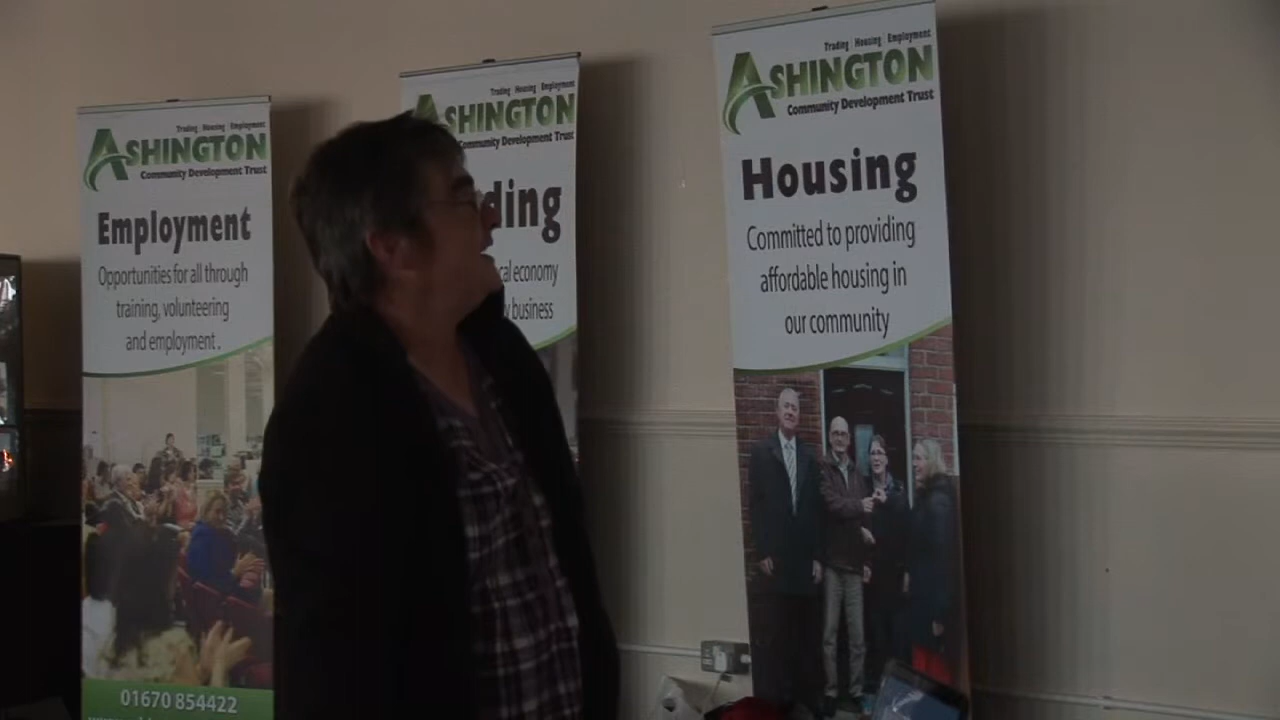 Trading | Housing | Employment
ASHINGTON
Community Development Trust
Employment
Opportunities for all through
training, volunteering
and employment.
01670 854422
Trading | Housing | Employment
ASHINGTON
Community Development Trust
ding
cal economy
business
Trading | Housing | Employment
ASHINGTON
Community Development Trust
Housing
Committed to providing
affordable housing in
our community